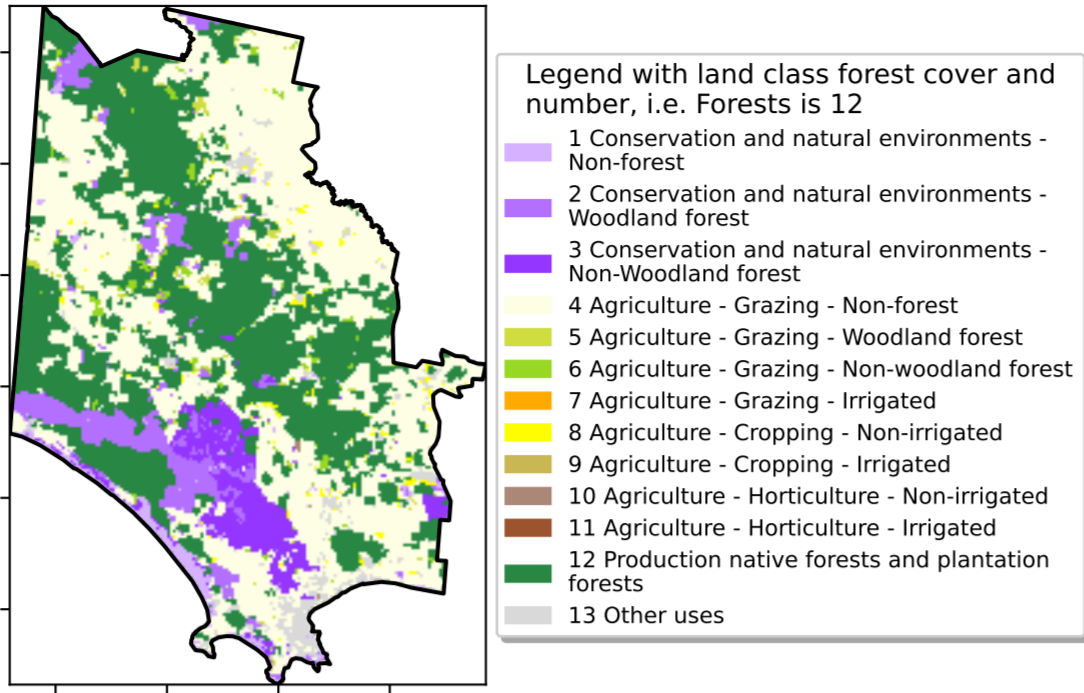 Legend with land class forest cover and
number, i.e. Forests is 12
1 Conservation and natural environments -
Non-forest
2 Conservation and natural environments -
Woodland forest
3 Conservation and natural environments -
Non-Woodland forest
4 Agriculture - Grazing - Non-forest
5 Agriculture - Grazing - Woodland forest
6 Agriculture - Grazing - Non-woodland forest
7 Agriculture - Grazing - Irrigated
8 Agriculture - Cropping - Non-irrigated
9 Agriculture - Cropping - Irrigated
10 Agriculture - Horticulture - Non-irrigated
11 Agriculture - Horticulture - Irrigated
12 Production native forests and plantation
forests
13 Other uses